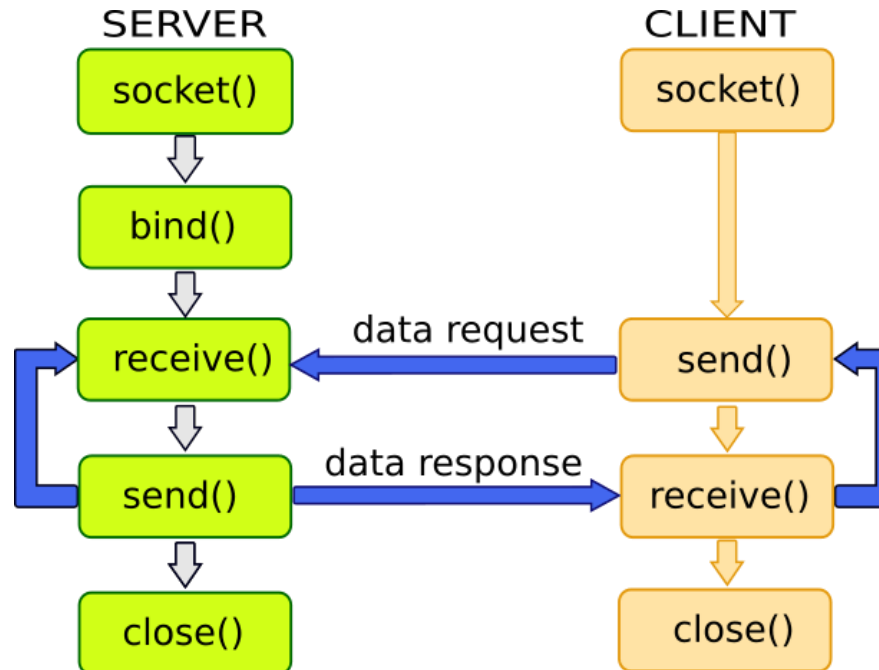 SERVER
CLIENT
socket()
socket()
bind()
receive()
data request
send()
send()
data response
receive()
close()
close()